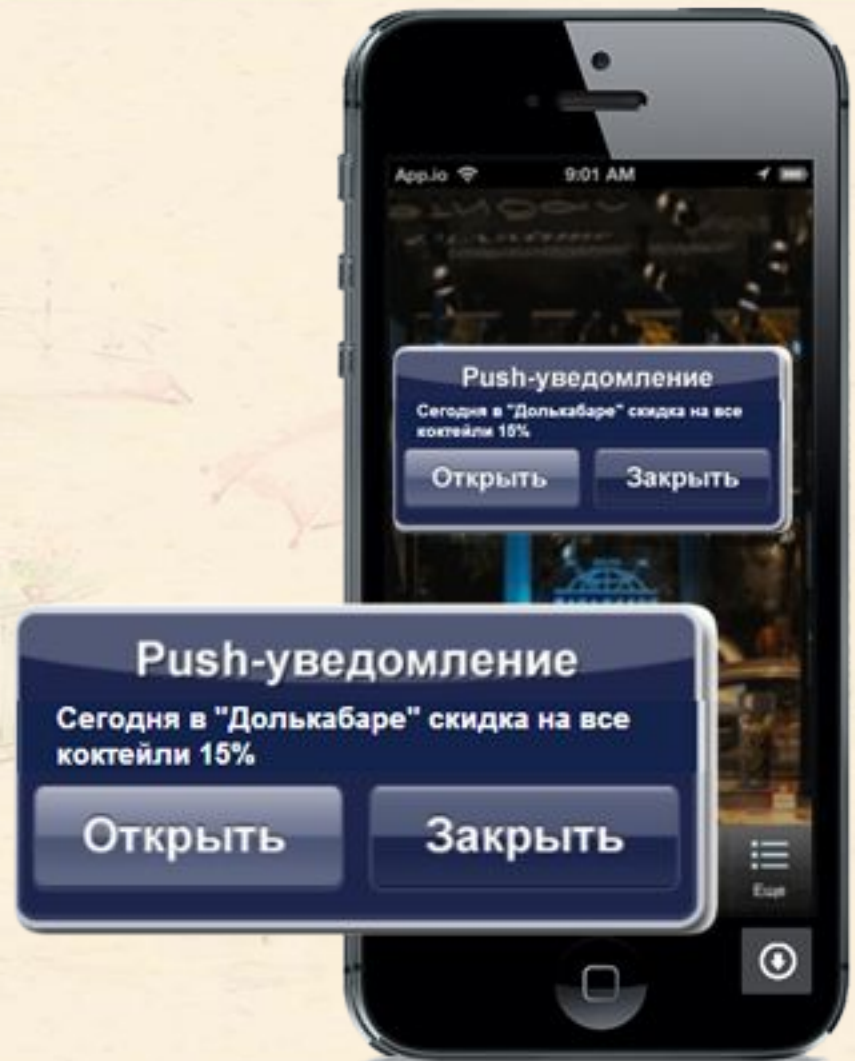 App.io 9:01 AM
Push-уведомление
Сегодня в "Долькабаре" скидка на все
коктейли 15%
Открыть Закрыть
Push-уведомление
Сегодня в "Долькабаре" скидка на все
коктейли 15%
Открыть Закрыть
Еще